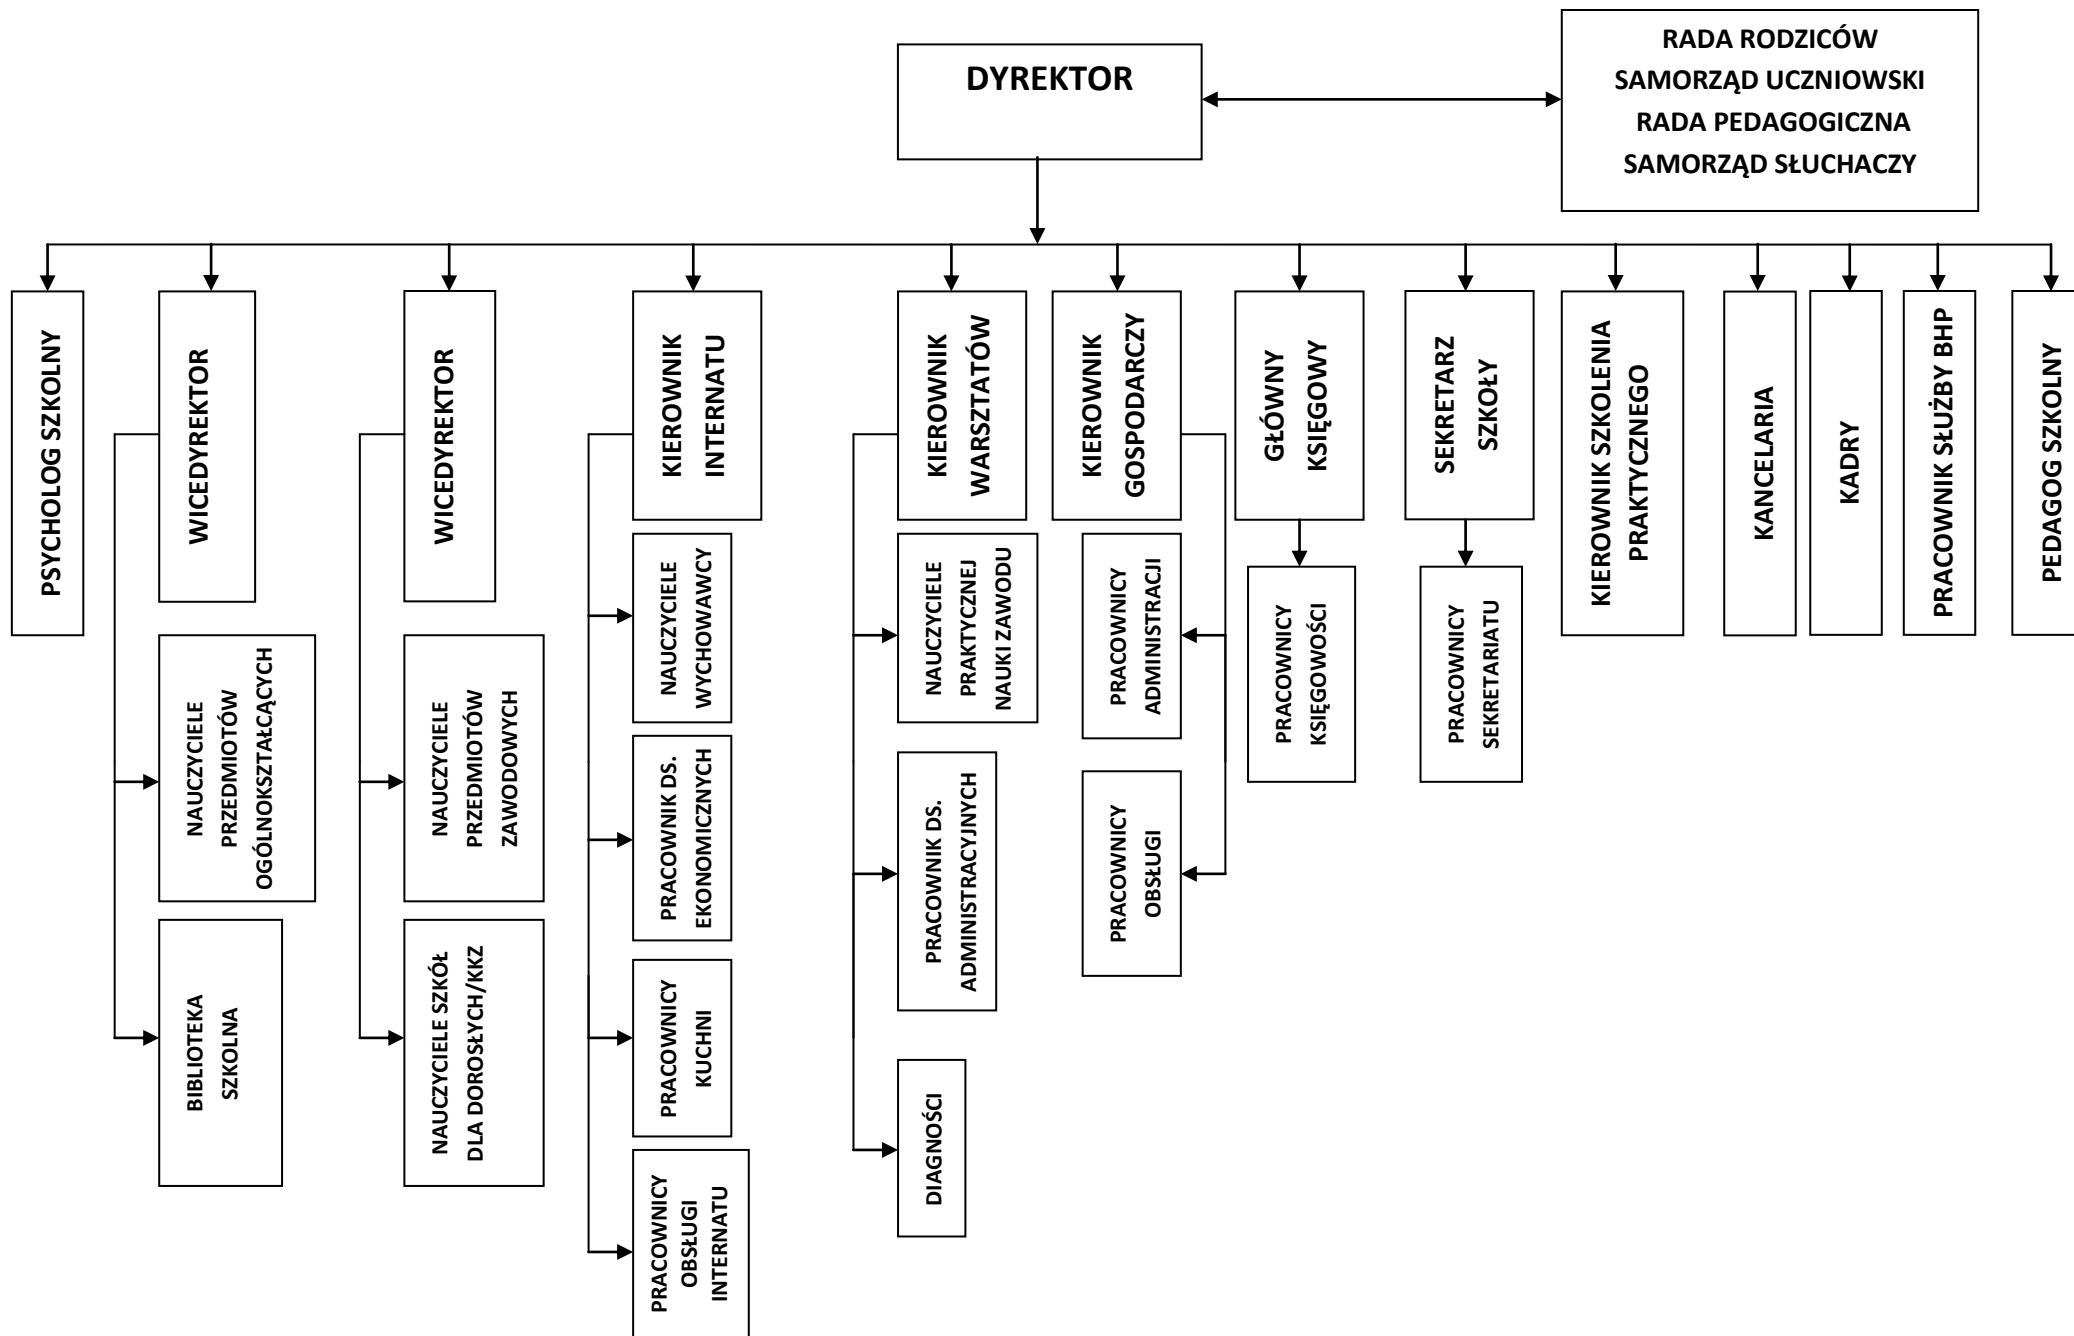 DYREKTOR
RADA RODZICÓW
SAMORZĄD UCZNIOWSKI
RADA PEDAGOGICZNA
SAMORZĄD SŁUCHACZY
PSYCHOLOG SZKOLNY
WICEDYREKTOR
WICEDYREKTOR
KIEROWNIK
INTERNATU
KIEROWNIK
WARSZTATÓW
KIEROWNIK
GOSPODARCZY
GŁÓWNY
KSIĘGOWY
SEKRETARZ
SZKOŁY
KIEROWNIK SZKOLENIA
PRAKTYCZNEGO
KANCELARIA
KADRY
PRACOWNIK SŁUŻBY BHP
PEDAGOG SZKOLNY
NAUCZYCIELE
PRZEDMIOTÓW
OGÓLNOKSZTAŁCĄCYCH
BIBLIOTEKA
SZKOLNA
NAUCZYCIELE
PRZEDMIOTÓW
ZAWODOWYCH
NAUCZYCIELE SZKÓŁ
DLA DOROSŁYCH/KKZ
NAUCZYCIELE
WYCHOWAWCY
PRACOWNIK DS.
EKONOMICZNYCH
PRACOWNICY
KUCHNI
PRACOWNICY
OBSŁUGI
INTERNATU
NAUCZYCIELE
PRAKTYCZNEJ
NAUKI ZAWODU
PRACOWNIK DS.
ADMINISTRACYJNYCH
DIAGNOŚCI
PRACOWNICY
ADMINISTRACJI
PRACOWNICY
OBSŁUGI
PRACOWNICY
KSIĘGOWOŚCI
PRACOWNICY
SEKRETARIATU